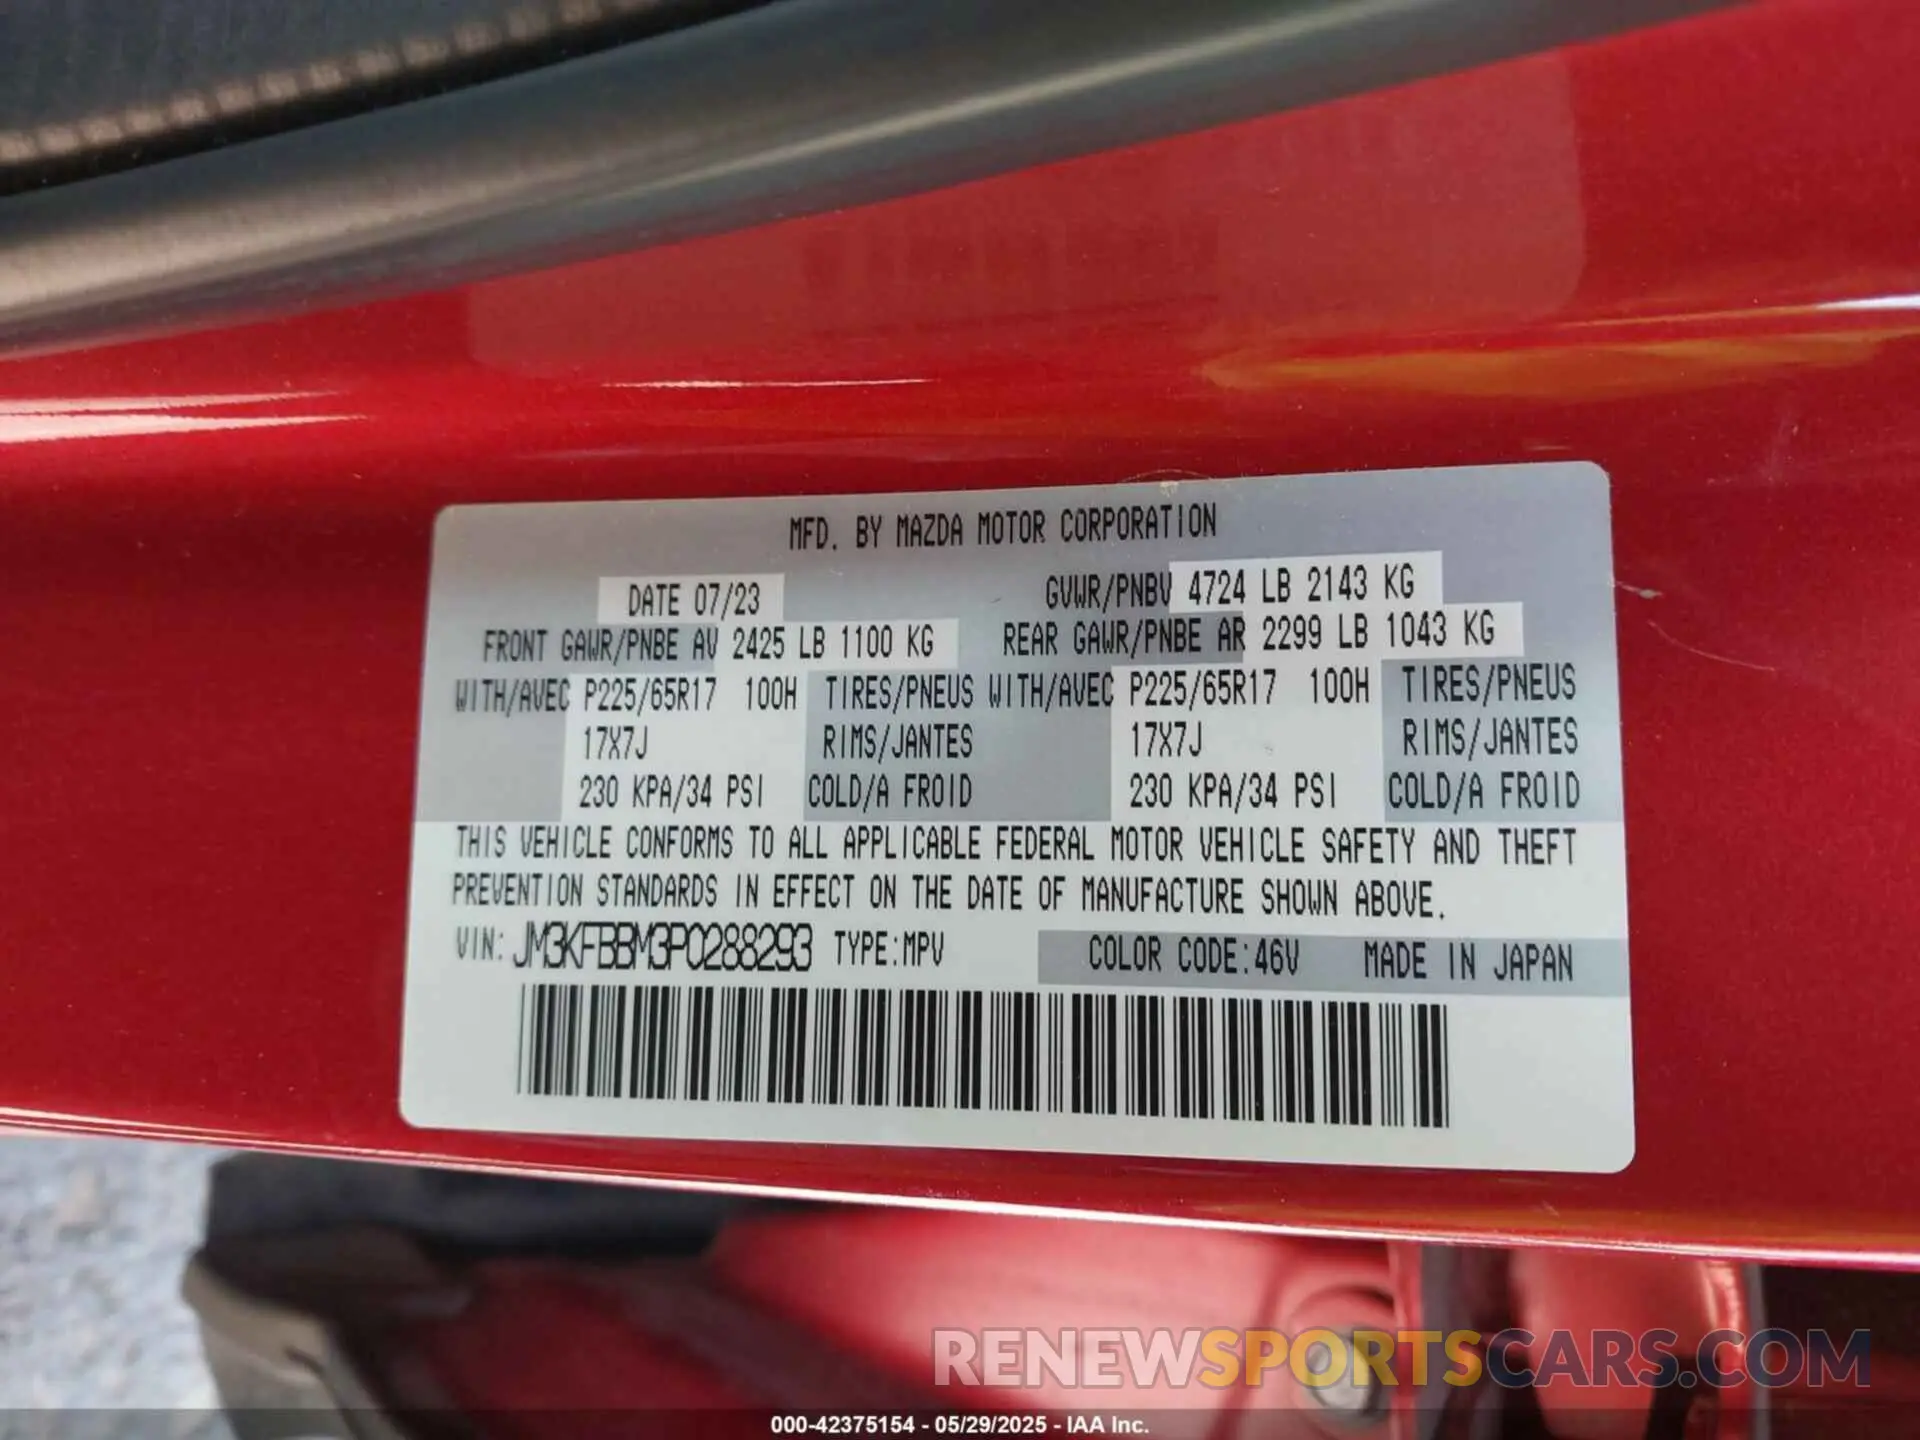 MFD. BY MAZDA MOTOR CORPORATION
DATE 07/23 GVWR/PNBV 4724 LB 2143 KG
FRONT GAWR/PNBE AV 2425 LB 1100 KG REAR GAWR/PNBE AR 2299 LB 1043 KG
WITH/AVEC P225/65R17 100H TIRES/PNEUS WITH/AVEC P225/65R17 100H TIRES/PNEUS
17X7J RIMS/JANTES 17X7J RIMS/JANTES
230 KPA/34 PSI COLD/A FROID 230 KPA/34 PSI COLD/A FROID
THIS VEHICLE CONFORMS TO ALL APPLICABLE FEDERAL MOTOR VEHICLE SAFETY AND THEFT
PREVENTION STANDARDS IN EFFECT ON THE DATE OF MANUFACTURE SHOWN ABOVE.
VIN: JM3KFBBM3P0288293 TYPE:MPV COLOR CODE:46V MADE IN JAPAN
RENEWSPORTSCARS.COM
000-42375154 - 05/29/2025 - IAA Inc.